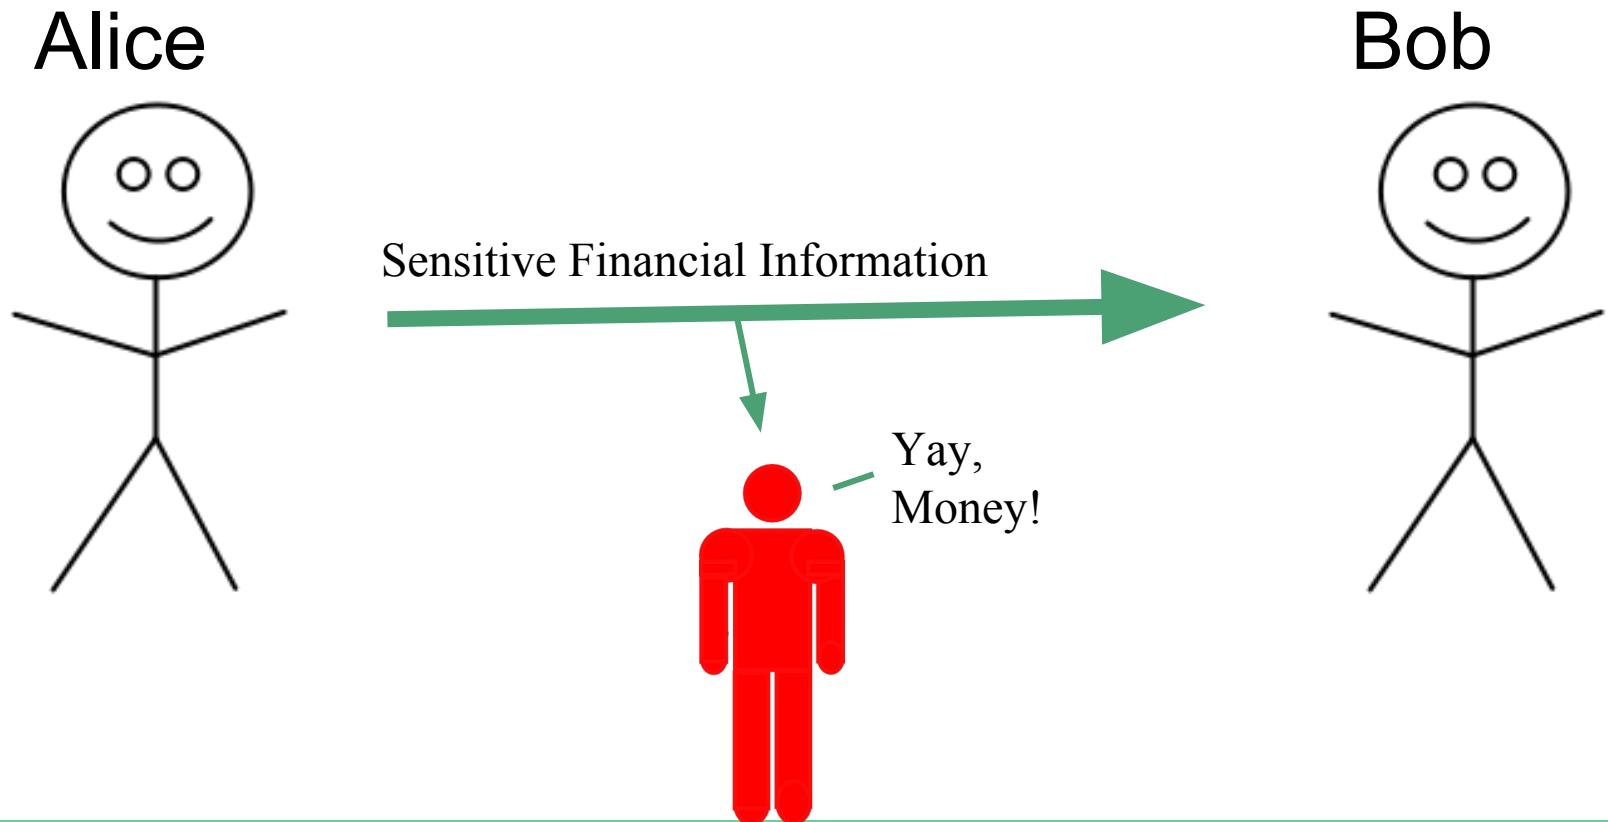 Alice
Bob
Sensitive Financial Information
Yay,
Money!